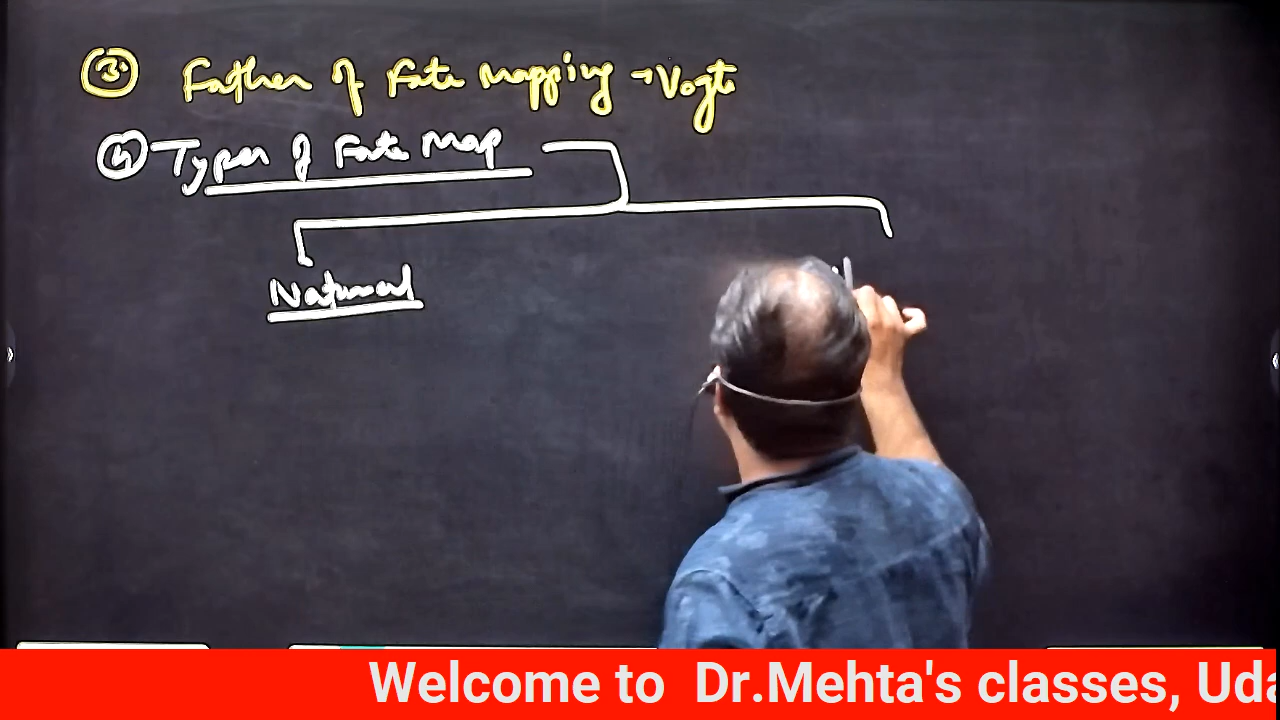 ③ Father of Fate Mapping → Vogt
④ Types of Fate Map
Natural
Welcome to Dr.Mehta's classes, Uda